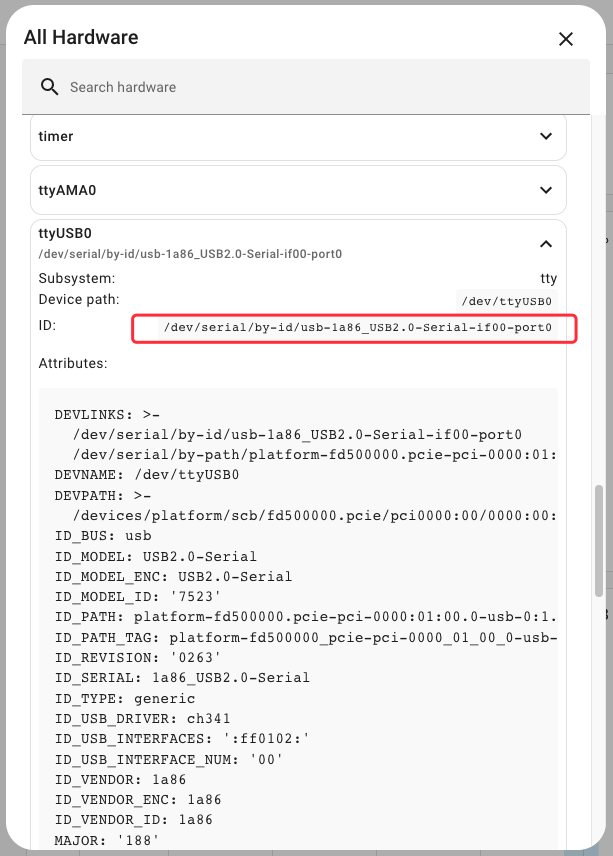 All Hardware
Search hardware
timer
ttyAMA0
ttyUSB0
/dev/serial/by-id/usb-1a86_USB2.0-Serial-if00-port0
Subsystem: tty
Device path: /dev/ttyUSB0
ID: /dev/serial/by-id/usb-1a86_USB2.0-Serial-if00-port0
Attributes:
DEVLINKS: >-
/dev/serial/by-id/usb-1a86_USB2.0-Serial-if00-port0
/dev/serial/by-path/platform-fd500000.pcie-pci-0000:01:
DEVNAME: /dev/ttyUSB0
DEVPATH: >-
/devices/platform/scb/fd500000.pcie/pci0000:00/0000:00:
ID_BUS: usb
ID_MODEL: USB2.0-Serial
ID_MODEL_ENC: USB2.0-Serial
ID_MODEL_ID: '7523'
ID_PATH: platform-fd500000.pcie-pci-0000:01:00.0-usb-0:1.
ID_PATH_TAG: platform-fd500000_pcie-pci-0000_01_00_0-usb-
ID_REVISION: '0263'
ID_SERIAL: 1a86_USB2.0-Serial
ID_TYPE: generic
ID_USB_DRIVER: ch341
ID_USB_INTERFACES: ':ff0102:'
ID_USB_INTERFACE_NUM: '00'
ID_VENDOR: 1a86
ID_VENDOR_ENC: 1a86
ID_VENDOR_ID: 1a86
MAJOR: '188'